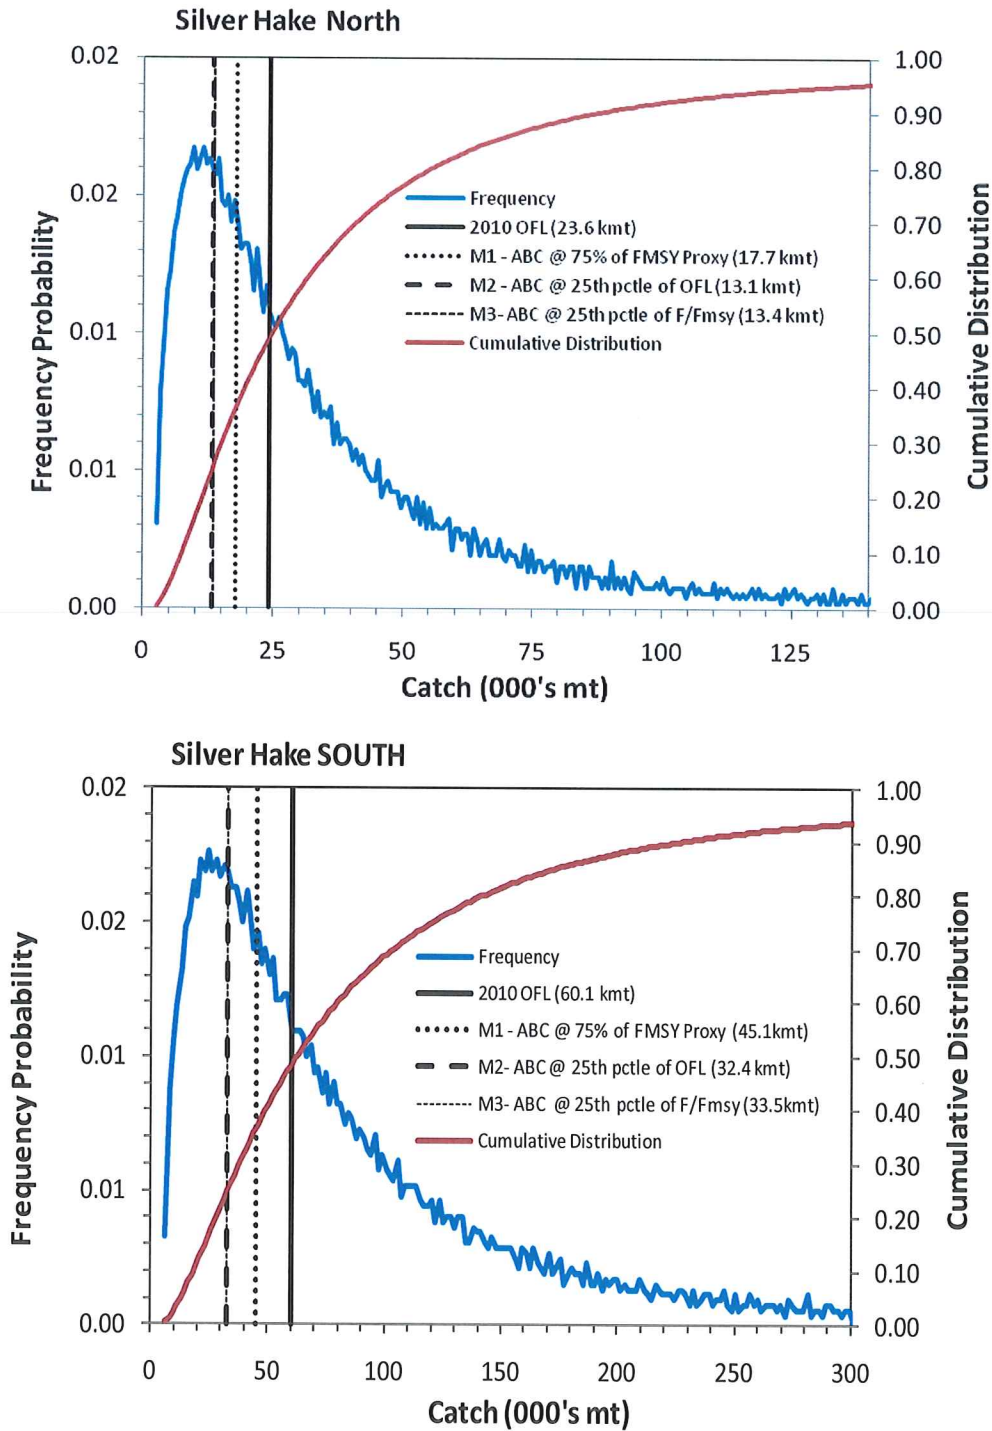 Silver Hake North
0.02
0.02
0.01
0.01
0.00
Frequency Probability
1.00
0.90
0.80
0.70
0.60
0.50
0.40
0.30
0.20
0.10
0.00
Cumulative Distribution
Frequency
2010 OFL (23.6 kmt)
M1 - ABC @ 75% of FMSY Proxy (17.7 kmt)
M2 - ABC @ 25th pctle of OFL (13.1 kmt)
M3- ABC @ 25th pctle of F/Fmsy (13.4 kmt)
Cumulative Distribution
0 25 50 75 100 125
Catch (000's mt)
Silver Hake SOUTH
0.02
0.02
0.01
0.01
0.00
Frequency Probability
1.00
0.90
0.80
0.70
0.60
0.50
0.40
0.30
0.20
0.10
0.00
Cumulative Distribution
Frequency
2010 OFL (60.1 kmt)
M1 - ABC @ 75% of FMSY Proxy (45.1kmt)
M2- ABC @ 25th pctle of OFL (32.4 kmt)
M3- ABC @ 25th pctle of F/Fmsy (33.5kmt)
Cumulative Distribution
0 50 100 150 200 250 300
Catch (000's mt)